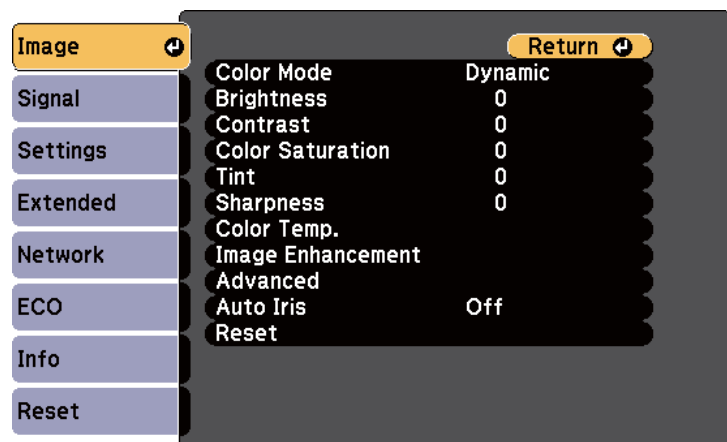 Image
Signal
Settings
Extended
Network
ECO
Info
Reset
Return
Color Mode Dynamic
Brightness 0
Contrast 0
Color Saturation 0
Tint 0
Sharpness 0
Color Temp.
Image Enhancement
Advanced
Auto Iris Off
Reset